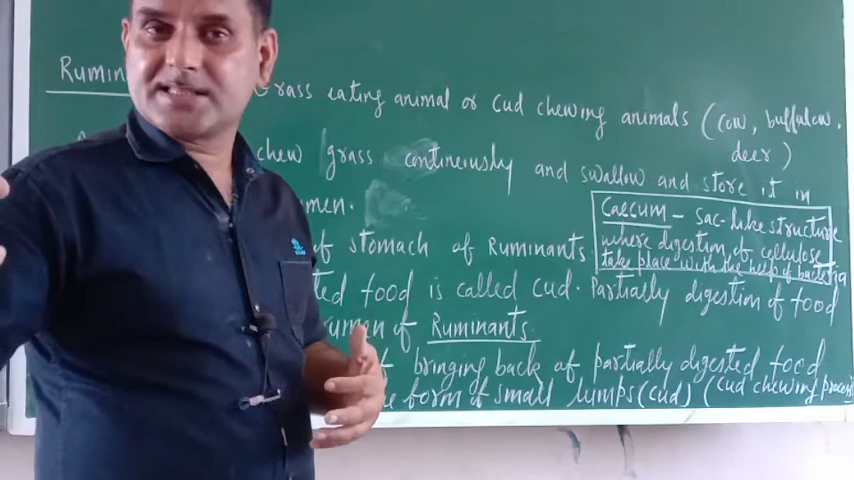 Grass eating animal or cud chewing animals (cow, buffalow,
deer)
chew grass contineiously and swallow and store it in
men.
of stomach of Ruminants.
Caecum - Sac-like structure
where digestion of cellulose
take place with the help of bacteria
ted food is called cud. Partially digestion of food
umen of Ruminants.
of bringing back of partially digested food
e form of small lumps (cud) (cud chewing process